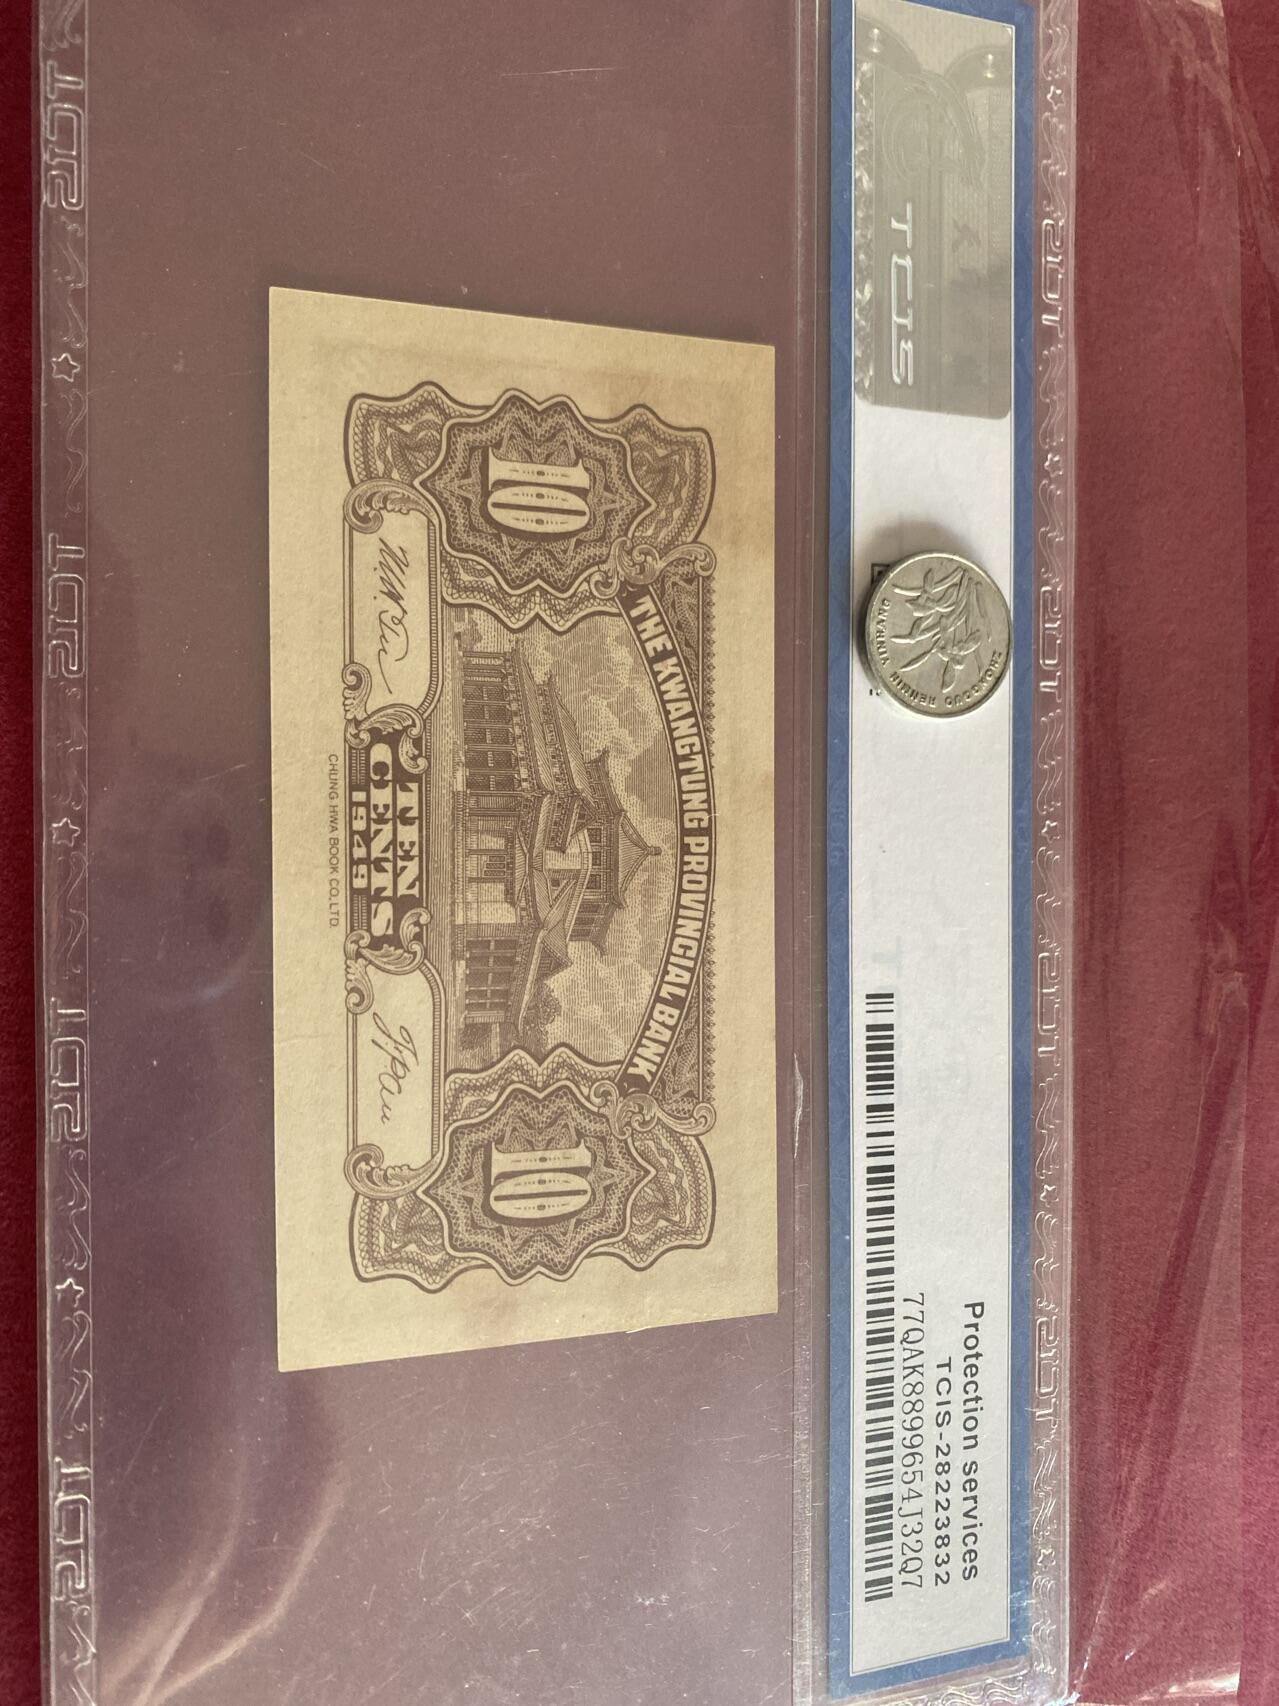 THE KWANGTUNG PROVINCIAL BANK
10
10
TEN
CENTS
1949
CHUNG HWA BOOK CO., LTD.
TCIS
ZHONGGUO RENMIN YINHANG
Protection services
TCIS-28223832
77QAK8899654J32Q7